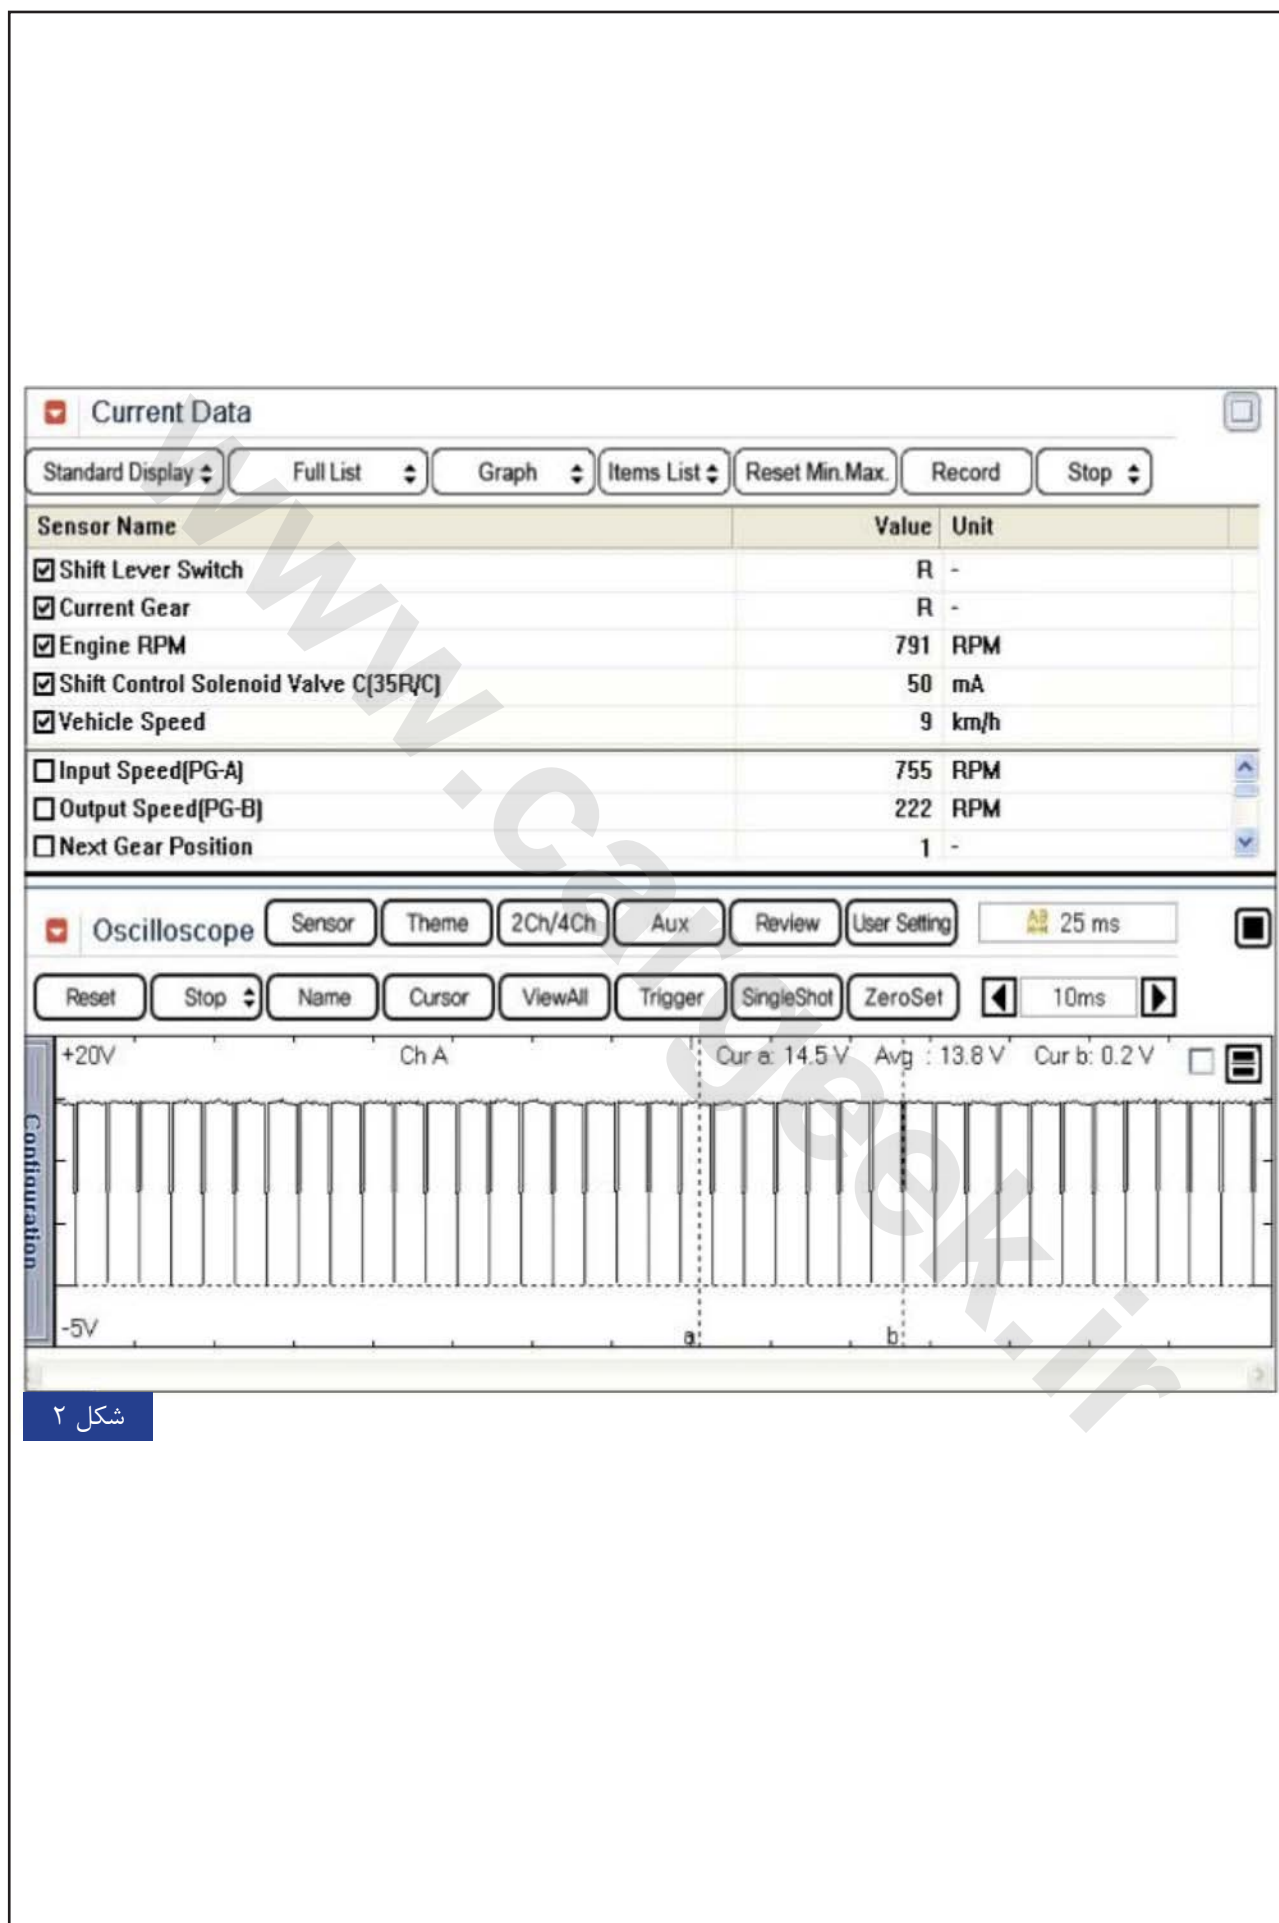 Current Data
Standard Display Full List Graph Items List Reset Min.Max. Record Stop
Sensor Name Value Unit
Shift Lever Switch R -
Current Gear R -
Engine RPM 791 RPM
Shift Control Solenoid Valve C(35R/C) 50 mA
Vehicle Speed 9 km/h
Input Speed(PG-A) 755 RPM
Output Speed(PG-B) 222 RPM
Next Gear Position 1 -
Oscilloscope Sensor Theme 2Ch/4Ch Aux Review User Setting 25 ms
Reset Stop Name Cursor ViewAll Trigger SingleShot ZeroSet 10ms
+20V Ch A Cur a: 14.5 V Avg : 13.8 V Cur b: 0.2 V
Configuration
-5V a b
شکل ۲
www.cargeek.ir